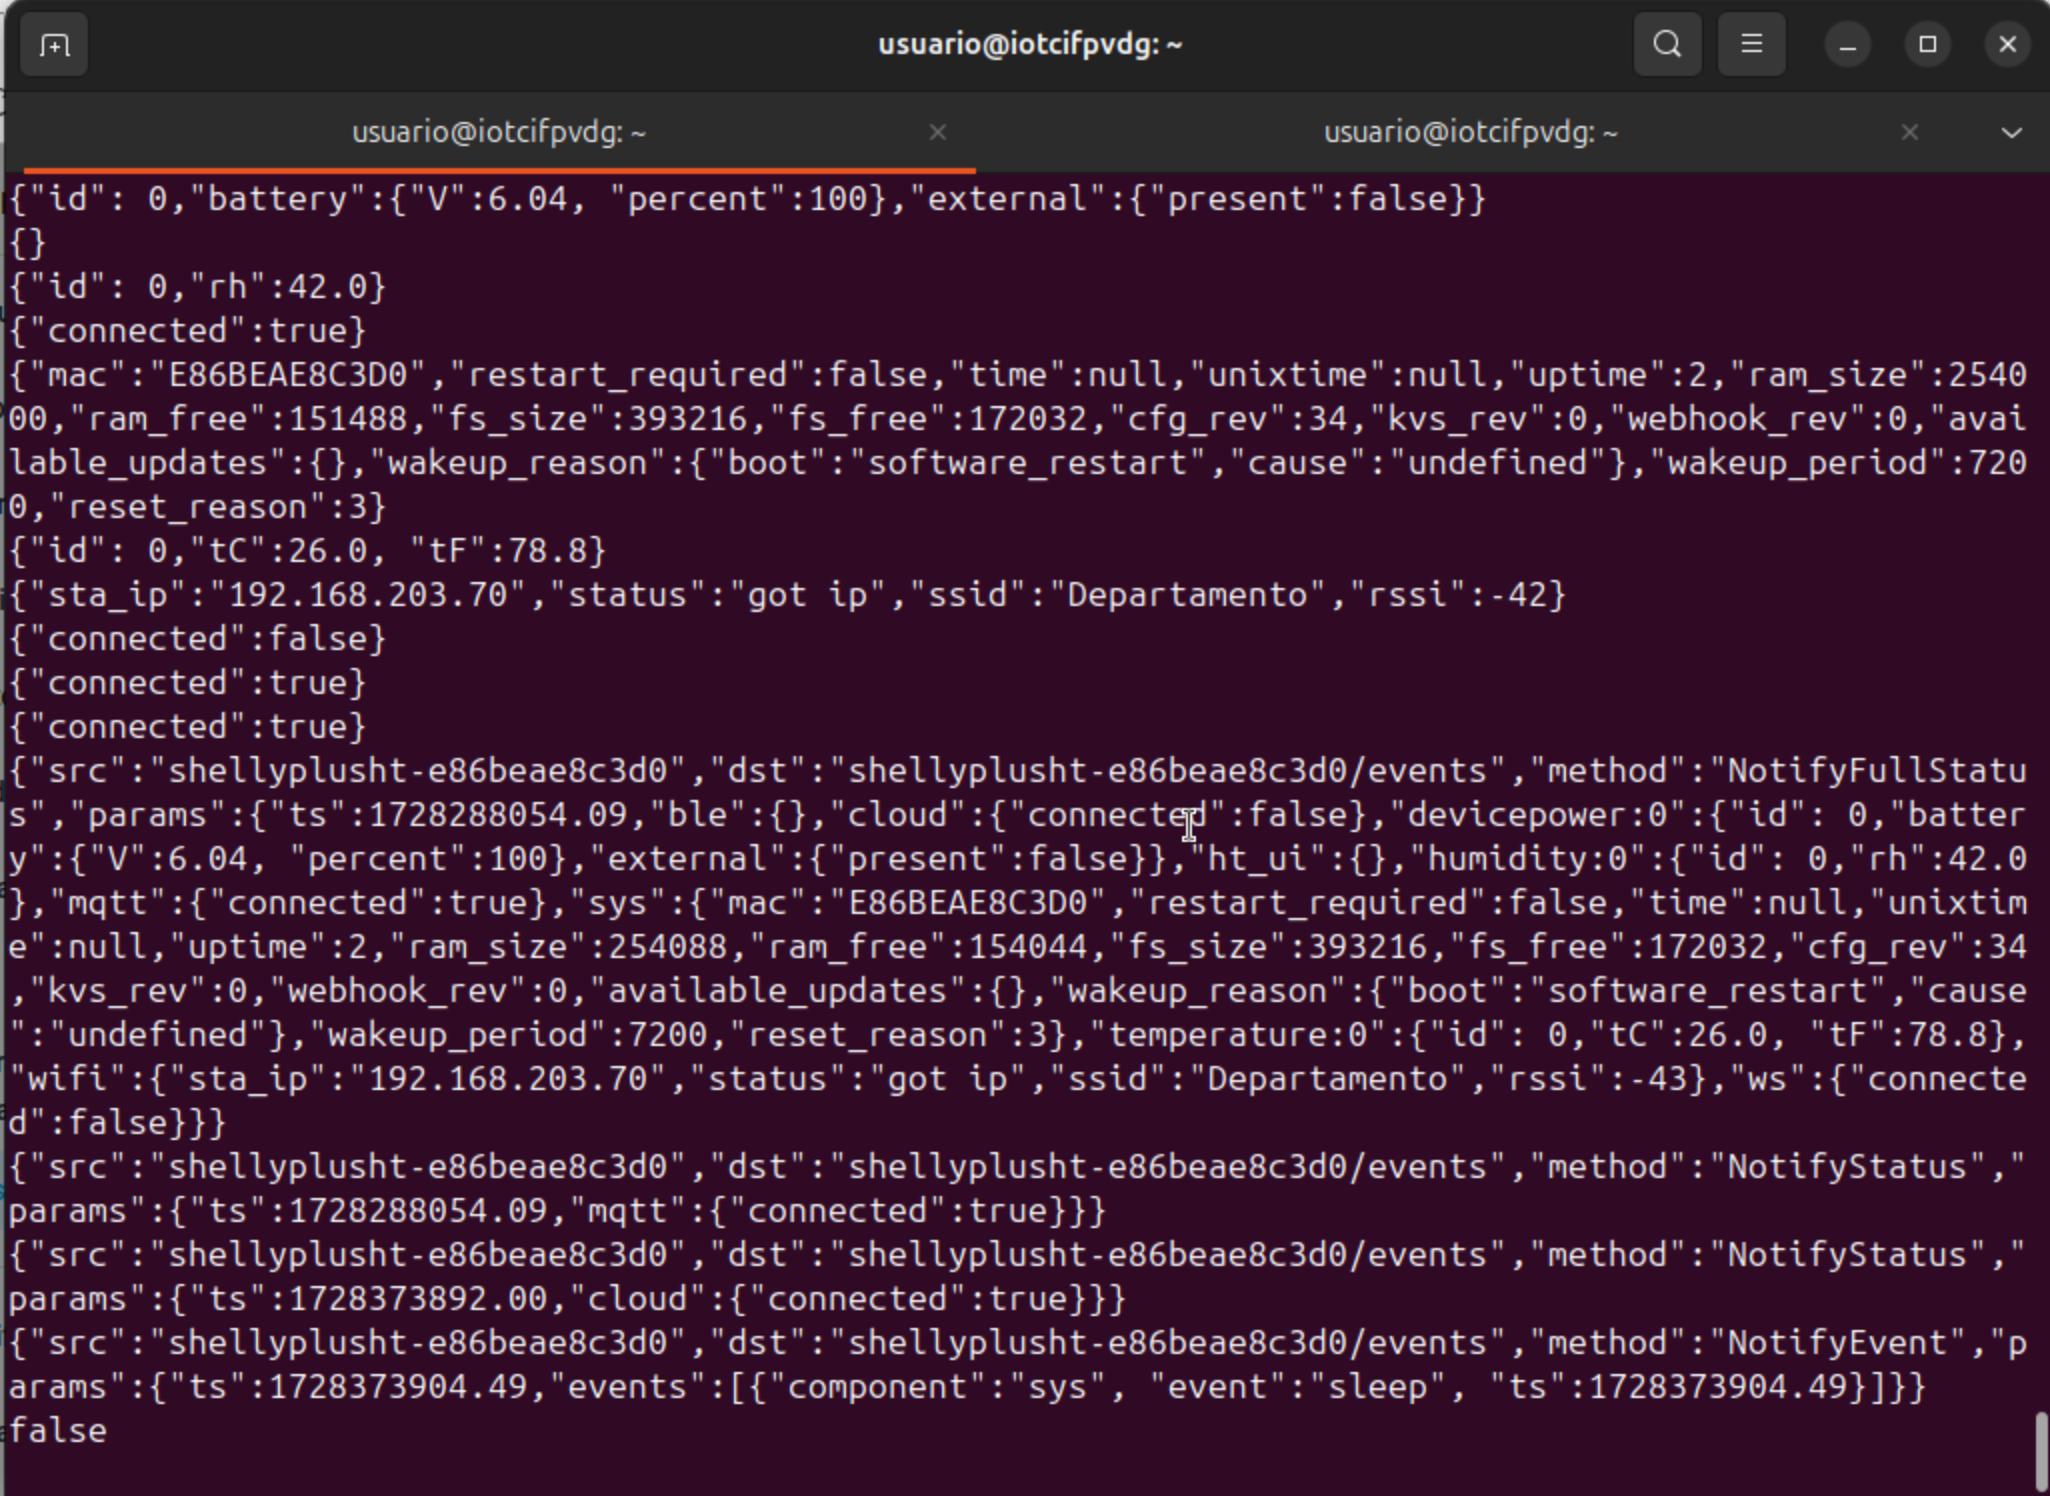 usuario@iotcifpvdg: ~
usuario@iotcifpvdg: ~
usuario@iotcifpvdg: ~
{"id": 0,"battery":{"V":6.04, "percent":100},"external":{"present":false}}
{}
{"id": 0,"rh":42.0}
{"connected":true}
{"mac":"E86BEAE8C3D0","restart_required":false,"time":null,"unixtime":null,"uptime":2,"ram_size":2540
00,"ram_free":151488,"fs_size":393216,"fs_free":172032,"cfg_rev":34,"kvs_rev":0,"webhook_rev":0,"avai
lable_updates":{},"wakeup_reason":{"boot":"software_restart","cause":"undefined"},"wakeup_period":720
0,"reset_reason":3}
{"id": 0,"tC":26.0, "tF":78.8}
{"sta_ip":"192.168.203.70","status":"got ip","ssid":"Departamento","rssi":-42}
{"connected":false}
{"connected":true}
{"connected":true}
{"src":"shellyplusht-e86beae8c3d0","dst":"shellyplusht-e86beae8c3d0/events","method":"NotifyFullStatu
s","params":{"ts":1728288054.09,"ble":{},"cloud":{"connected":false},"devicepower:0":{"id": 0,"batter
y":{"V":6.04, "percent":100},"external":{"present":false}},"ht_ui":{},"humidity:0":{"id": 0,"rh":42.0
},"mqtt":{"connected":true},"sys":{"mac":"E86BEAE8C3D0","restart_required":false,"time":null,"unixtim
e":null,"uptime":2,"ram_size":254088,"ram_free":154044,"fs_size":393216,"fs_free":172032,"cfg_rev":34
,"kvs_rev":0,"webhook_rev":0,"available_updates":{},"wakeup_reason":{"boot":"software_restart","cause
":"undefined"},"wakeup_period":7200,"reset_reason":3},"temperature:0":{"id": 0,"tC":26.0, "tF":78.8},
"wifi":{"sta_ip":"192.168.203.70","status":"got ip","ssid":"Departamento","rssi":-43},"ws":{"connecte
d":false}}}
{"src":"shellyplusht-e86beae8c3d0","dst":"shellyplusht-e86beae8c3d0/events","method":"NotifyStatus","
params":{"ts":1728288054.09,"mqtt":{"connected":true}}}
{"src":"shellyplusht-e86beae8c3d0","dst":"shellyplusht-e86beae8c3d0/events","method":"NotifyStatus","
params":{"ts":1728373892.00,"cloud":{"connected":true}}}
{"src":"shellyplusht-e86beae8c3d0","dst":"shellyplusht-e86beae8c3d0/events","method":"NotifyEvent","p
arams":{"ts":1728373904.49,"events":[{"component":"sys", "event":"sleep", "ts":1728373904.49}]}}
false